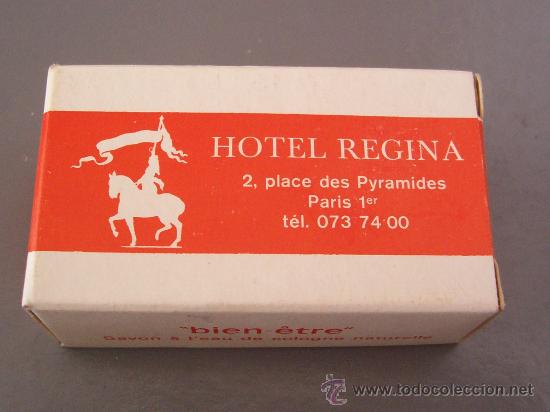 HOTEL REGINA
2, place des Pyramides
Paris 1er
tél. 073 74·00
"bien-être"
Savon à l'eau de cologne naturelle
© www.todocoleccion.net